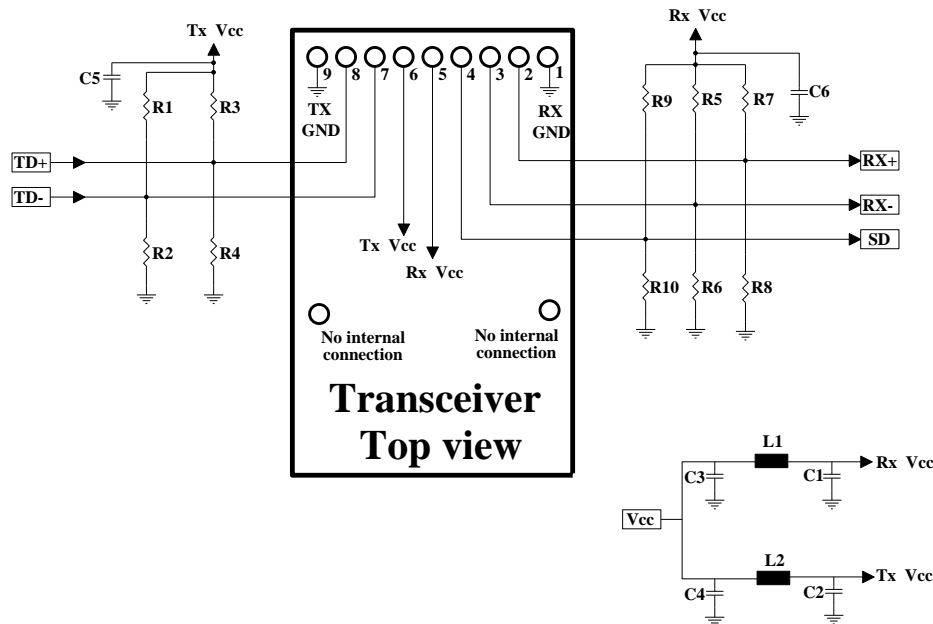 Tx Vcc
Rx Vcc
C5
R1
R3
9
8
7
6
5
4
3
2
1
TX
GND
RX
GND
R9
R5
R7
C6
TD+
TD-
RX+
RX-
SD
R2
R4
Tx Vcc
Rx Vcc
R10
R6
R8
No internal
connection
No internal
connection
Transceiver
Top view
L1
C3
C1
Rx Vcc
Vcc
L2
C4
C2
Tx Vcc